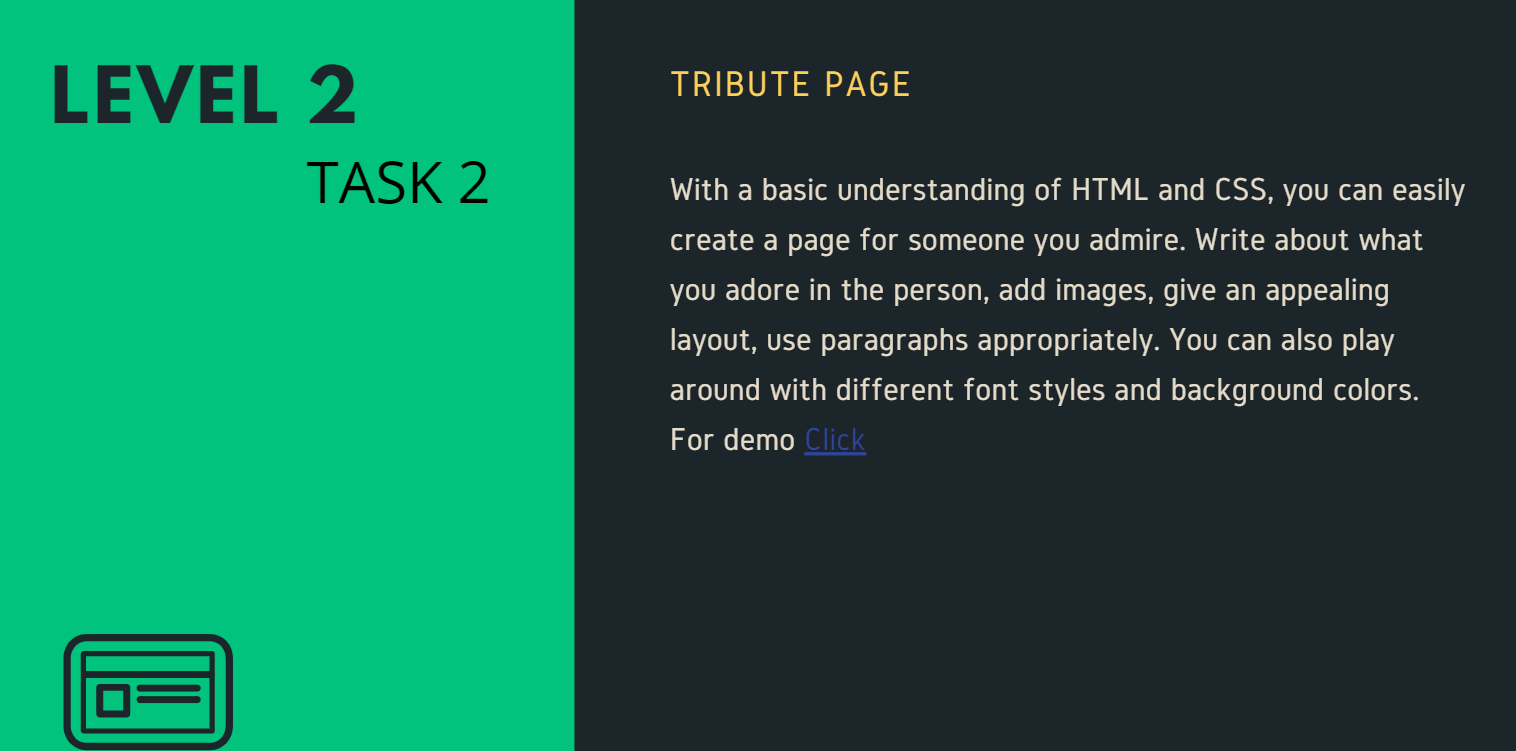 LEVEL 2
TASK 2
TRIBUTE PAGE
With a basic understanding of HTML and CSS, you can easily
create a page for someone you admire. Write about what
you adore in the person, add images, give an appealing
layout, use paragraphs appropriately. You can also play
around with different font styles and background colors.
For demo Click